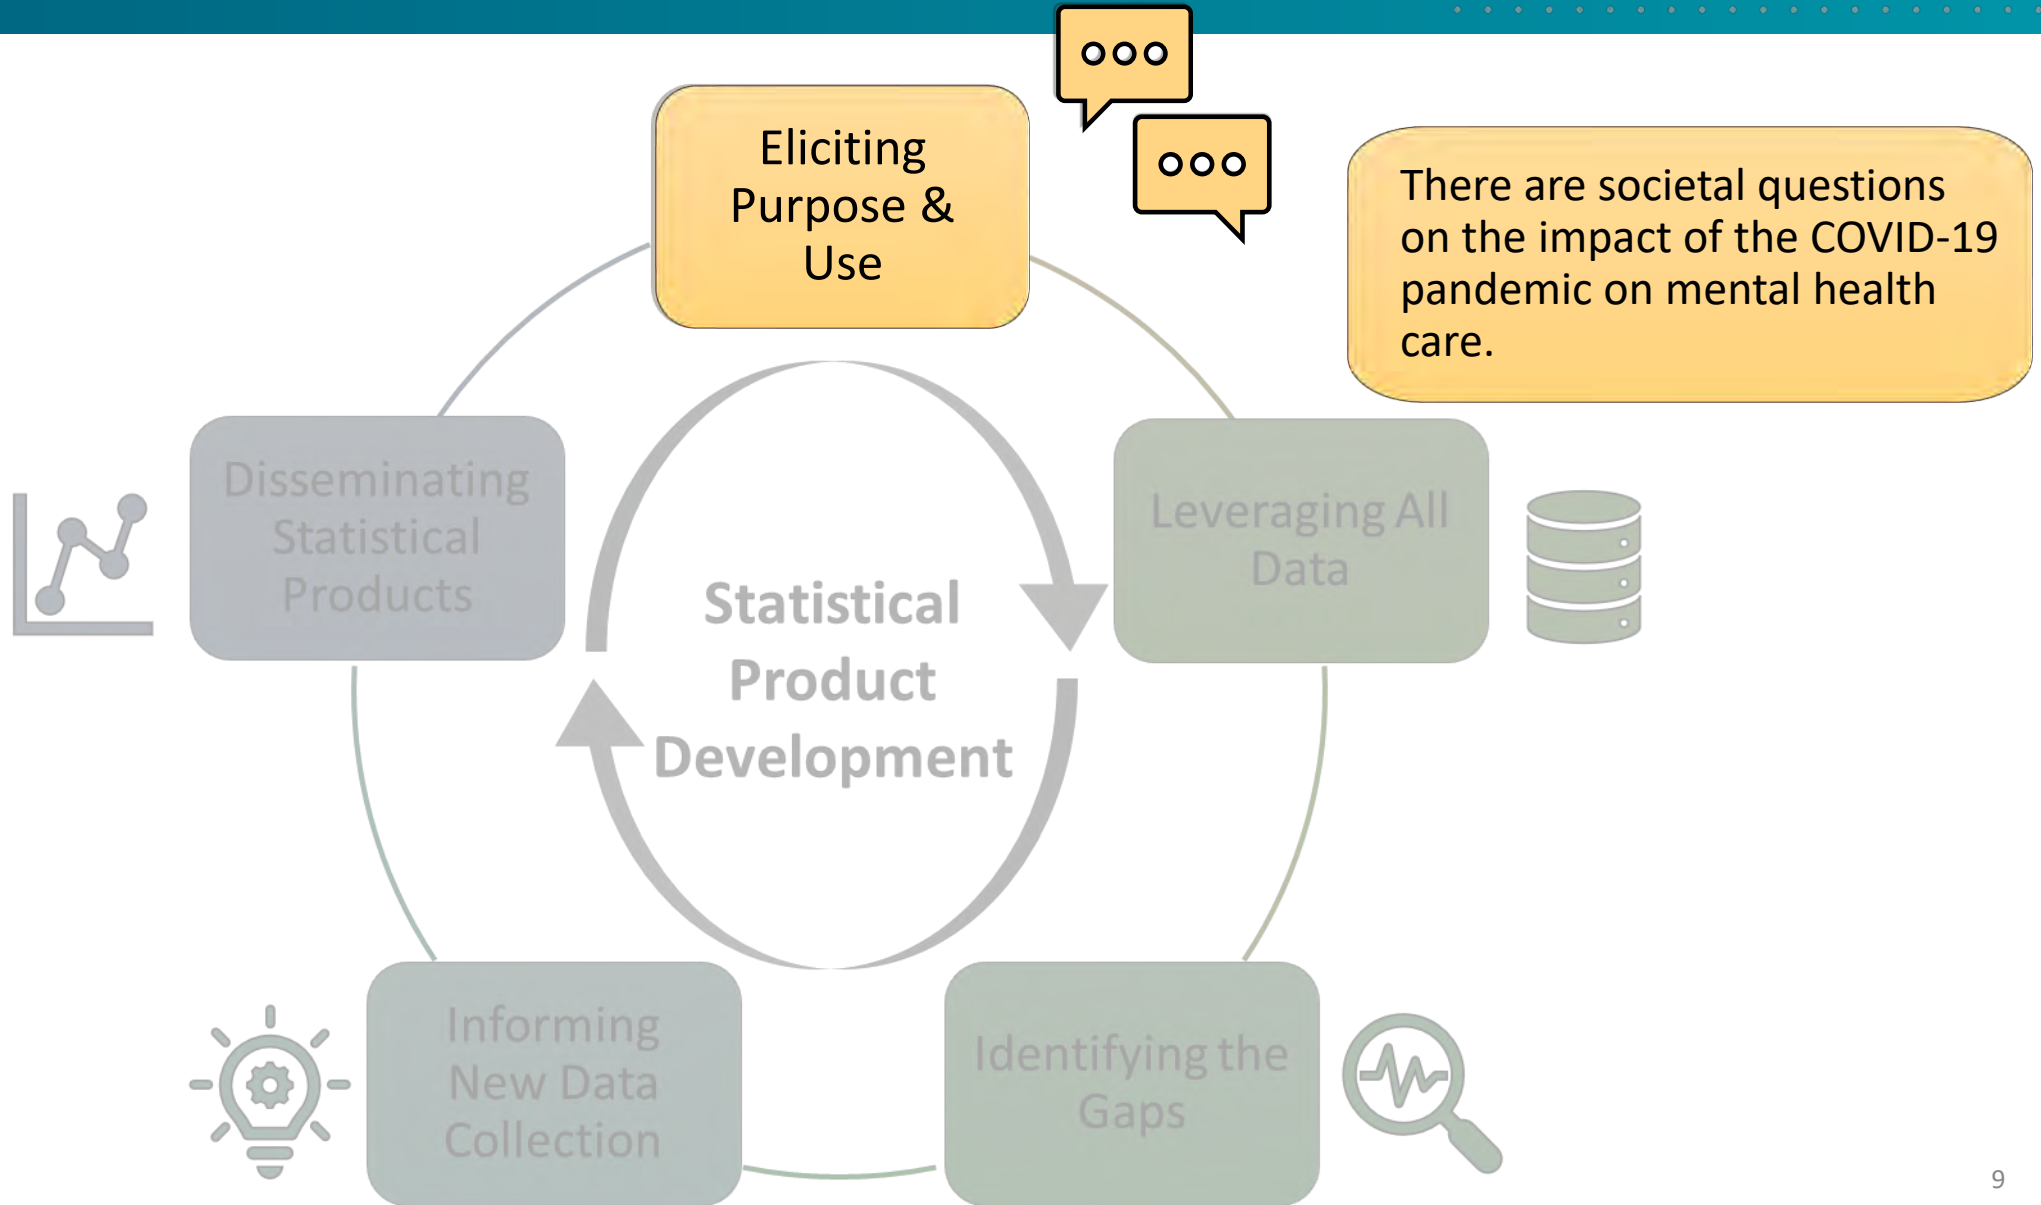 Eliciting
Purpose &
Use
There are societal questions
on the impact of the COVID-19
pandemic on mental health
care.
Disseminating
Statistical
Products
Leveraging All
Data
Statistical
Product
Development
Informing
New Data
Collection
Identifying the
Gaps
9